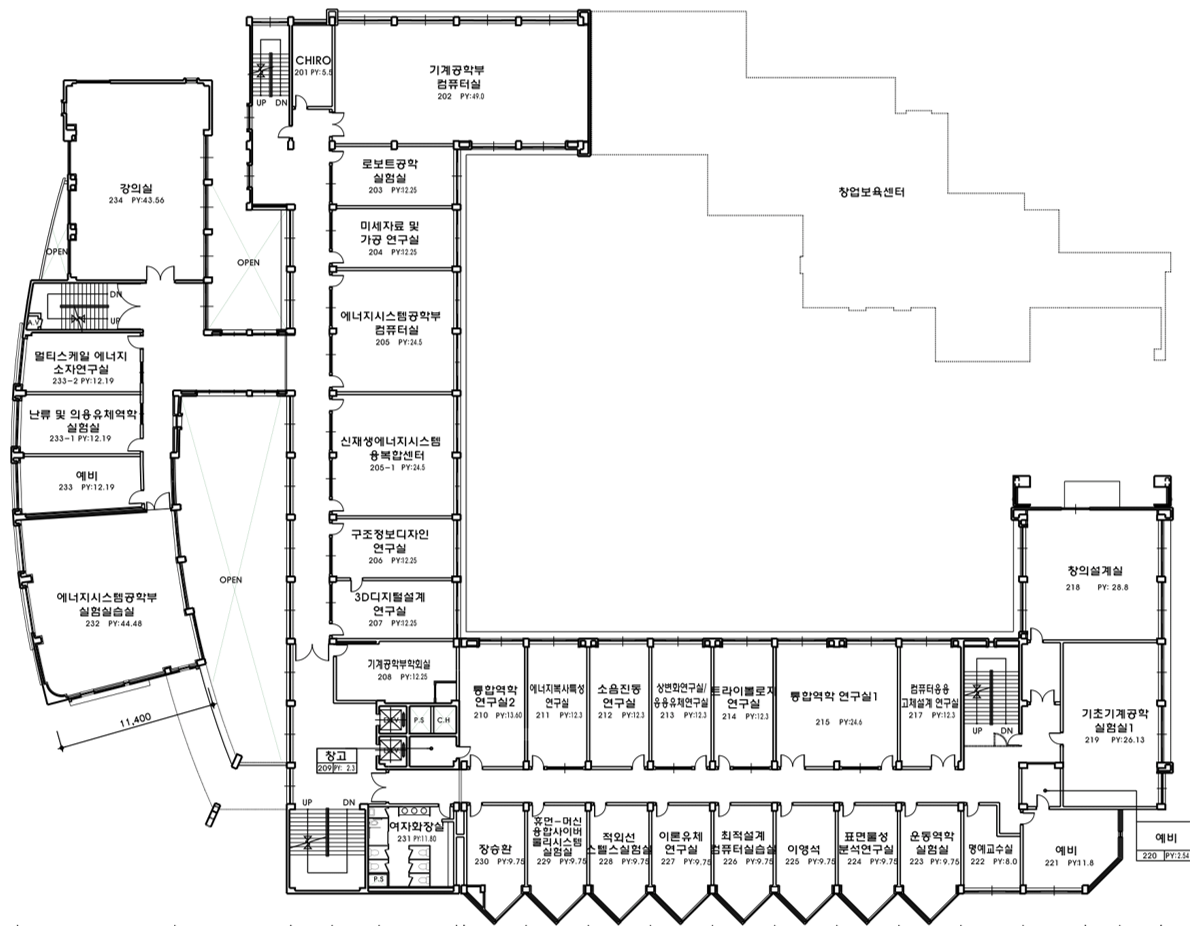 CHIRO
201 PY:5.5
기계공학부
컴퓨터실
202 PY:49.0
UP DN
로보트공학
실험실
203 PY:12.25
창업보육센터
강의실
234 PY:43.56
미세자료 및
가공 연구실
204 PY:12.25
OPEN
OPEN
DN
UP
A.V
에너지시스템공학부
컴퓨터실
205 PY:24.5
멀티스케일 에너지
소자연구실
233-2 PY:12.19
난류 및 의용유체역학
실험실
233-1 PY:12.19
신재생에너지시스템
융복합센터
205-1 PY:24.5
예비
233 PY:12.19
구조정보디자인
연구실
206 PY:12.25
OPEN
창의설계실
218 PY: 28.8
에너지시스템공학부
실험실습실
232 PY:44.48
3D디지털설계
연구실
207 PY:12.25
기계공학부학회실
208 PY:12.25
통합역학
연구실2
210 PY:13.60
에너지복사특성
연구실
211 PY:12.3
소음진동
연구실
212 PY:12.3
상변화연구실/
응용유체연구실
213 PY:12.3
트라이볼로지
연구실
214 PY:12.3
통합역학 연구실1
215 PY:24.6
컴퓨터응용
고체설계 연구실
217 PY:12.3
UP DN
기초기계공학
실험실1
219 PY:26.13
11,400
P.S C.H
창고
209 PY: 2.3
UP DN
여자화장실
231 PY:11.80
P.S
장승환
230 PY:9.75
휴먼-머신
융합사이버
물리시스템
실험실
229 PY:9.75
적외선
스텔스실험실
228 PY:9.75
이론유체
연구실
227 PY:9.75
최적설계
컴퓨터실습실
226 PY:9.75
이영석
225 PY:9.75
표면물성
분석연구실
224 PY:9.75
운동역학
실험실
223 PY:9.75
명예교수실
222 PY:8.0
예비
221 PY:11.8
예비
220 PY:2.54